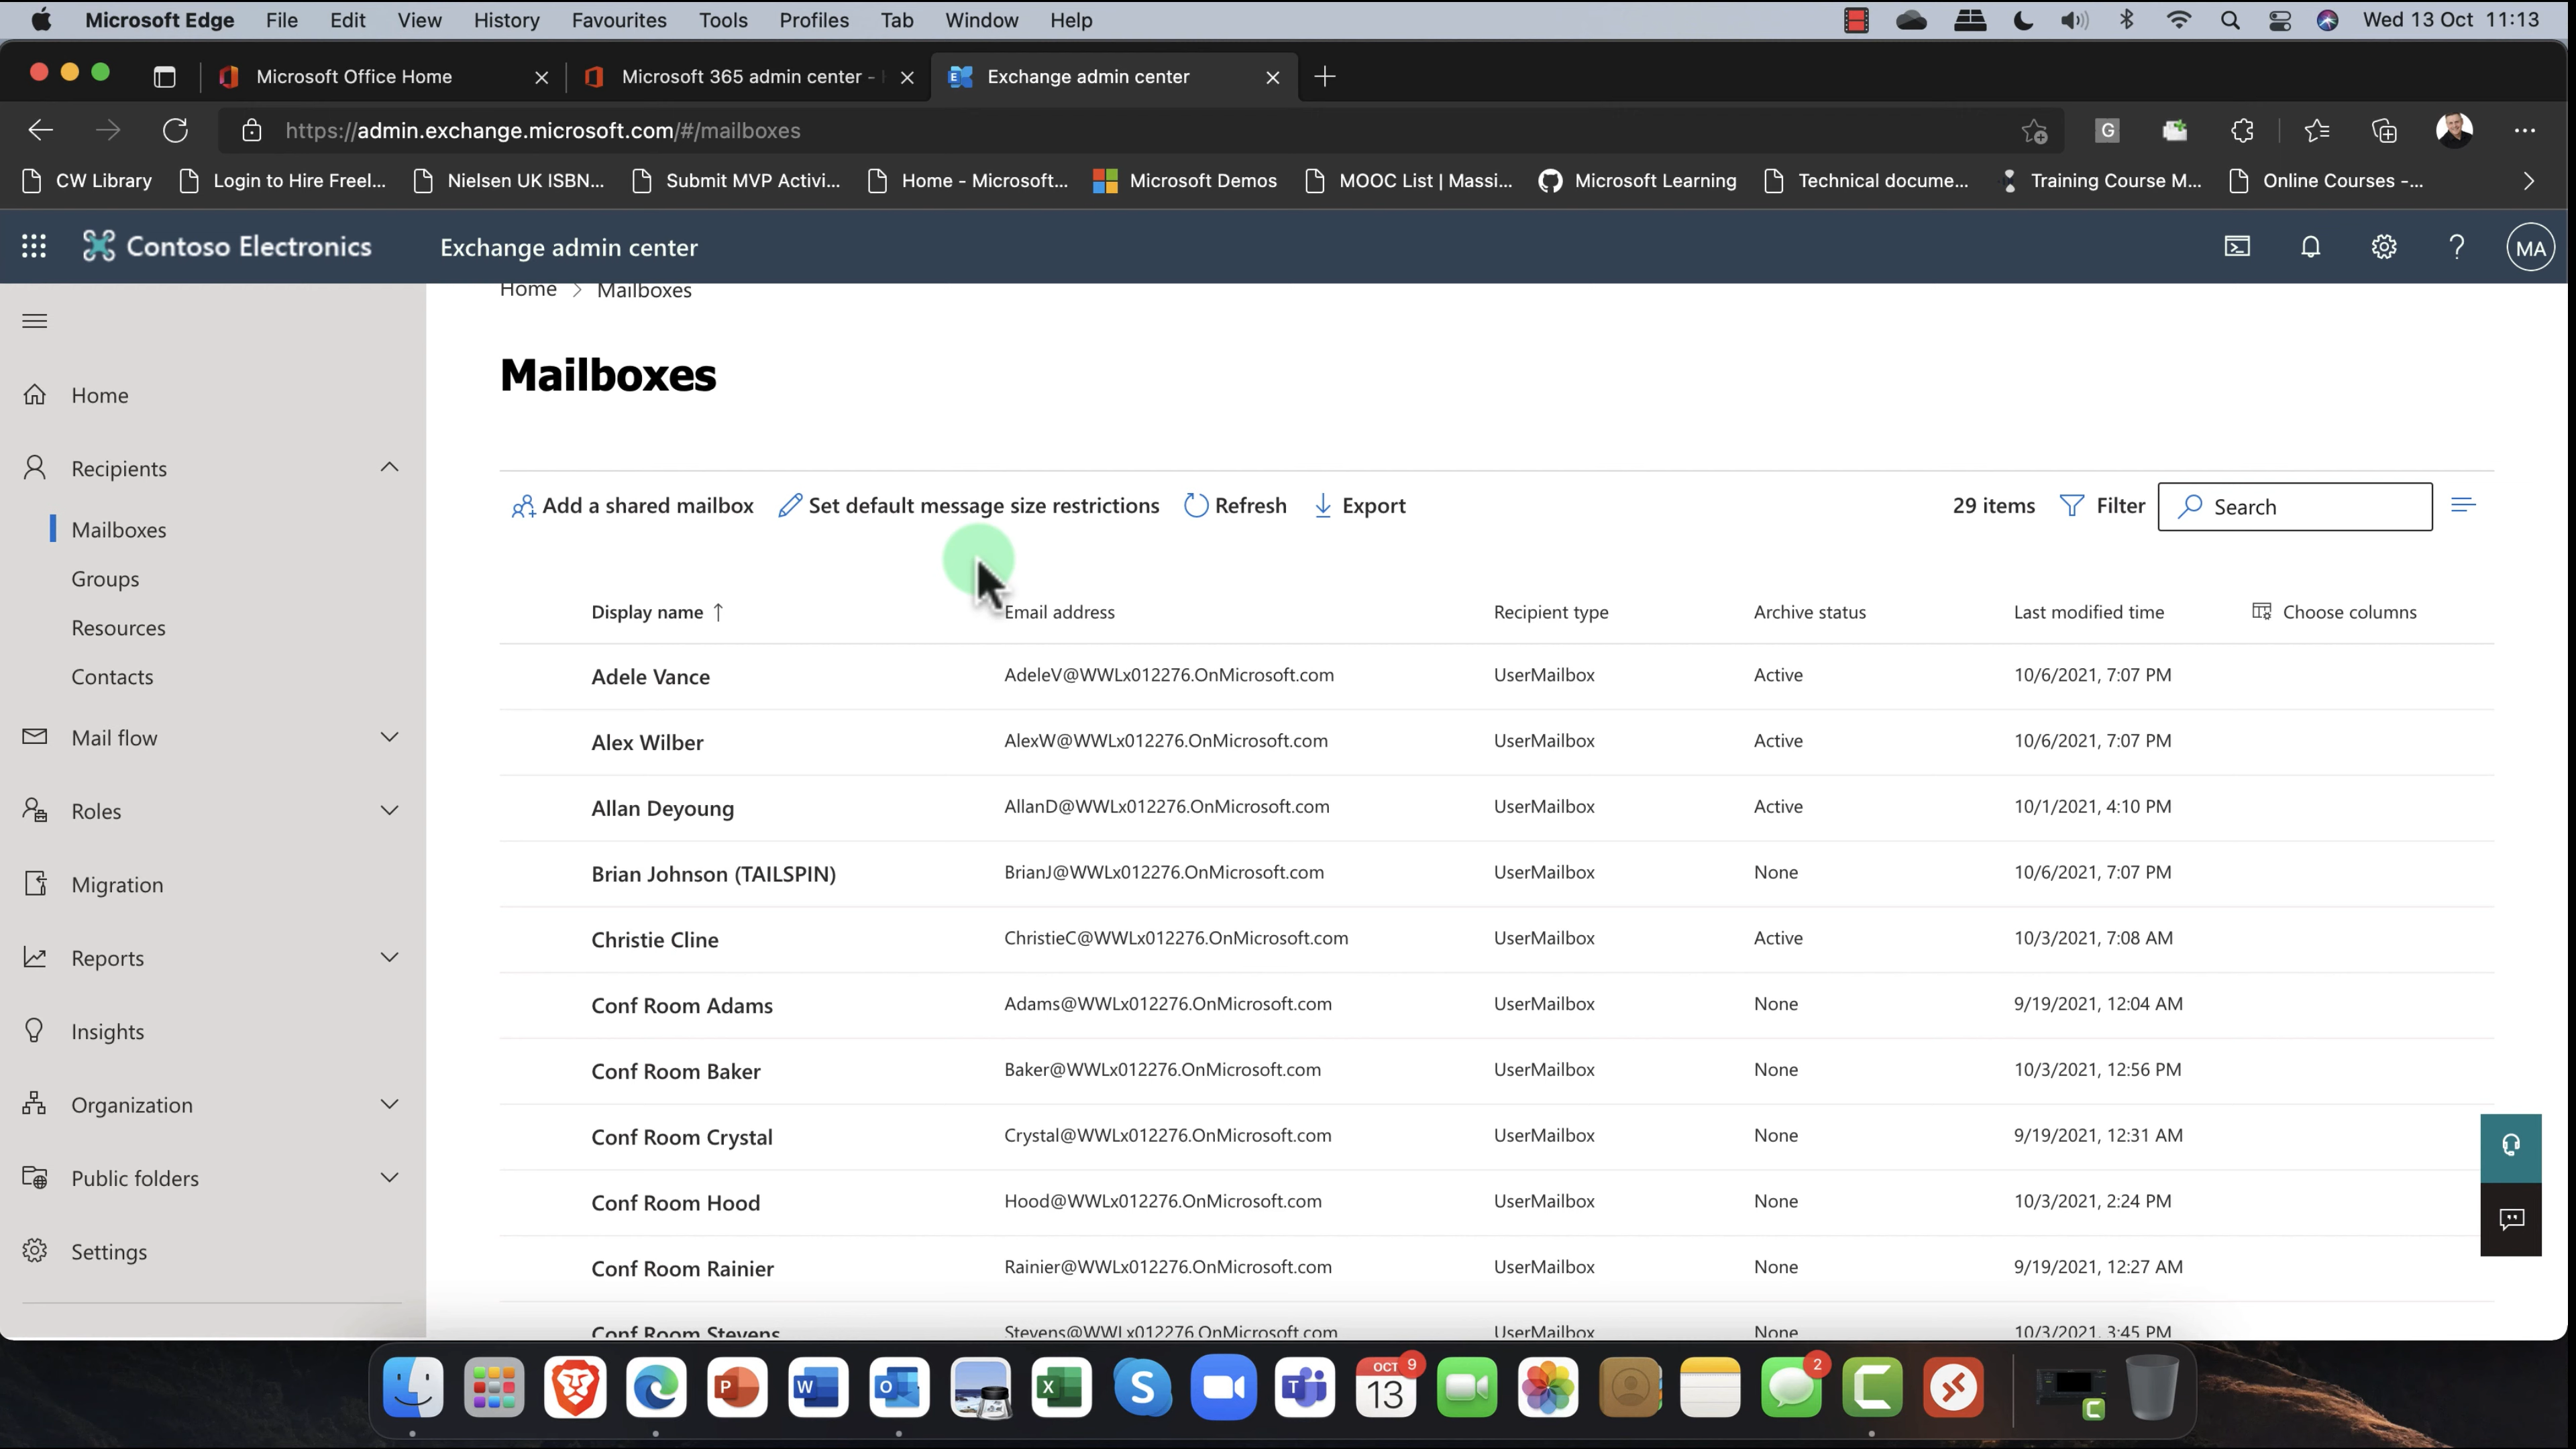 Microsoft Edge File Edit View History Favourites Tools Profiles Tab Window Help Wed 13 Oct 11:13
Microsoft Office Home Microsoft 365 admin center - Exchange admin center
https://admin.exchange.microsoft.com/#/mailboxes G
CW Library Login to Hire Freel... Nielsen UK ISBN... Submit MVP Activi... Home - Microsoft... Microsoft Demos MOOC List | Massi... Microsoft Learning Technical docume... Training Course M... Online Courses -...
Contoso Electronics Exchange admin center ? MA
Home > Mailboxes
Mailboxes
Home
Recipients
Mailboxes
Groups
Resources
Contacts
Mail flow
Roles
Migration
Reports
Insights
Organization
Public folders
Settings
Add a shared mailbox Set default message size restrictions Refresh Export 29 items Filter Search
Display name ↑ Email address Recipient type Archive status Last modified time Choose columns
Adele Vance AdeleV@WWLx012276.OnMicrosoft.com UserMailbox Active 10/6/2021, 7:07 PM
Alex Wilber AlexW@WWLx012276.OnMicrosoft.com UserMailbox Active 10/6/2021, 7:07 PM
Allan Deyoung AllanD@WWLx012276.OnMicrosoft.com UserMailbox Active 10/1/2021, 4:10 PM
Brian Johnson (TAILSPIN) BrianJ@WWLx012276.OnMicrosoft.com UserMailbox None 10/6/2021, 7:07 PM
Christie Cline ChristieC@WWLx012276.OnMicrosoft.com UserMailbox Active 10/3/2021, 7:08 AM
Conf Room Adams Adams@WWLx012276.OnMicrosoft.com UserMailbox None 9/19/2021, 12:04 AM
Conf Room Baker Baker@WWLx012276.OnMicrosoft.com UserMailbox None 10/3/2021, 12:56 PM
Conf Room Crystal Crystal@WWLx012276.OnMicrosoft.com UserMailbox None 9/19/2021, 12:31 AM
Conf Room Hood Hood@WWLx012276.OnMicrosoft.com UserMailbox None 10/3/2021, 2:24 PM
Conf Room Rainier Rainier@WWLx012276.OnMicrosoft.com UserMailbox None 9/19/2021, 12:27 AM
Conf Room Stevens Stevens@WWLx012276.OnMicrosoft.com UserMailbox None 10/3/2021, 3:45 PM
P W O X S T OCT 13 9 2 C